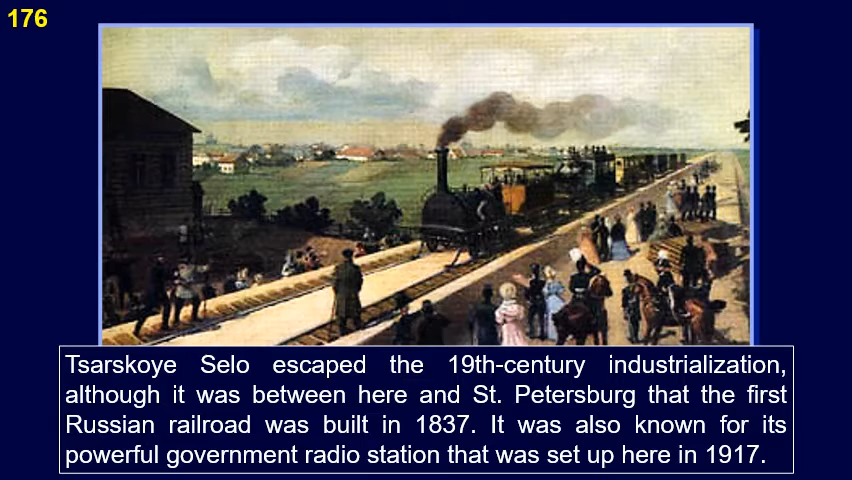 176
Tsarskoye Selo escaped the 19th-century industrialization,
although it was between here and St. Petersburg that the first
Russian railroad was built in 1837. It was also known for its
powerful government radio station that was set up here in 1917.